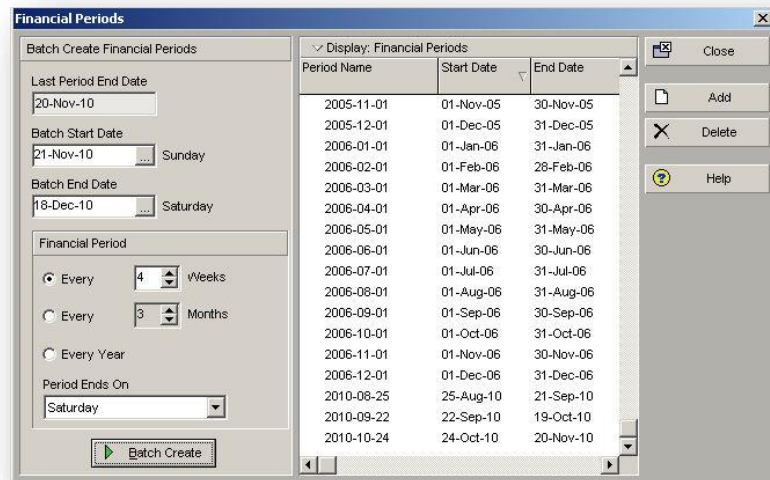 Financial Periods
Batch Create Financial Periods
Last Period End Date
20-Nov-10
Batch Start Date
21-Nov-10 ... Sunday
Batch End Date
18-Dec-10 ... Saturday
Financial Period
Every 4 Weeks
Every 3 Months
Every Year
Period Ends On
Saturday
Batch Create
Display: Financial Periods
Period Name Start Date End Date
2005-11-01 01-Nov-05 30-Nov-05
2005-12-01 01-Dec-05 31-Dec-05
2006-01-01 01-Jan-06 31-Jan-06
2006-02-01 01-Feb-06 28-Feb-06
2006-03-01 01-Mar-06 31-Mar-06
2006-04-01 01-Apr-06 30-Apr-06
2006-05-01 01-May-06 31-May-06
2006-06-01 01-Jun-06 30-Jun-06
2006-07-01 01-Jul-06 31-Jul-06
2006-08-01 01-Aug-06 31-Aug-06
2006-09-01 01-Sep-06 30-Sep-06
2006-10-01 01-Oct-06 31-Oct-06
2006-11-01 01-Nov-06 30-Nov-06
2006-12-01 01-Dec-06 31-Dec-06
2010-08-25 25-Aug-10 21-Sep-10
2010-09-22 22-Sep-10 19-Oct-10
2010-10-24 24-Oct-10 20-Nov-10
Close
Add
Delete
Help